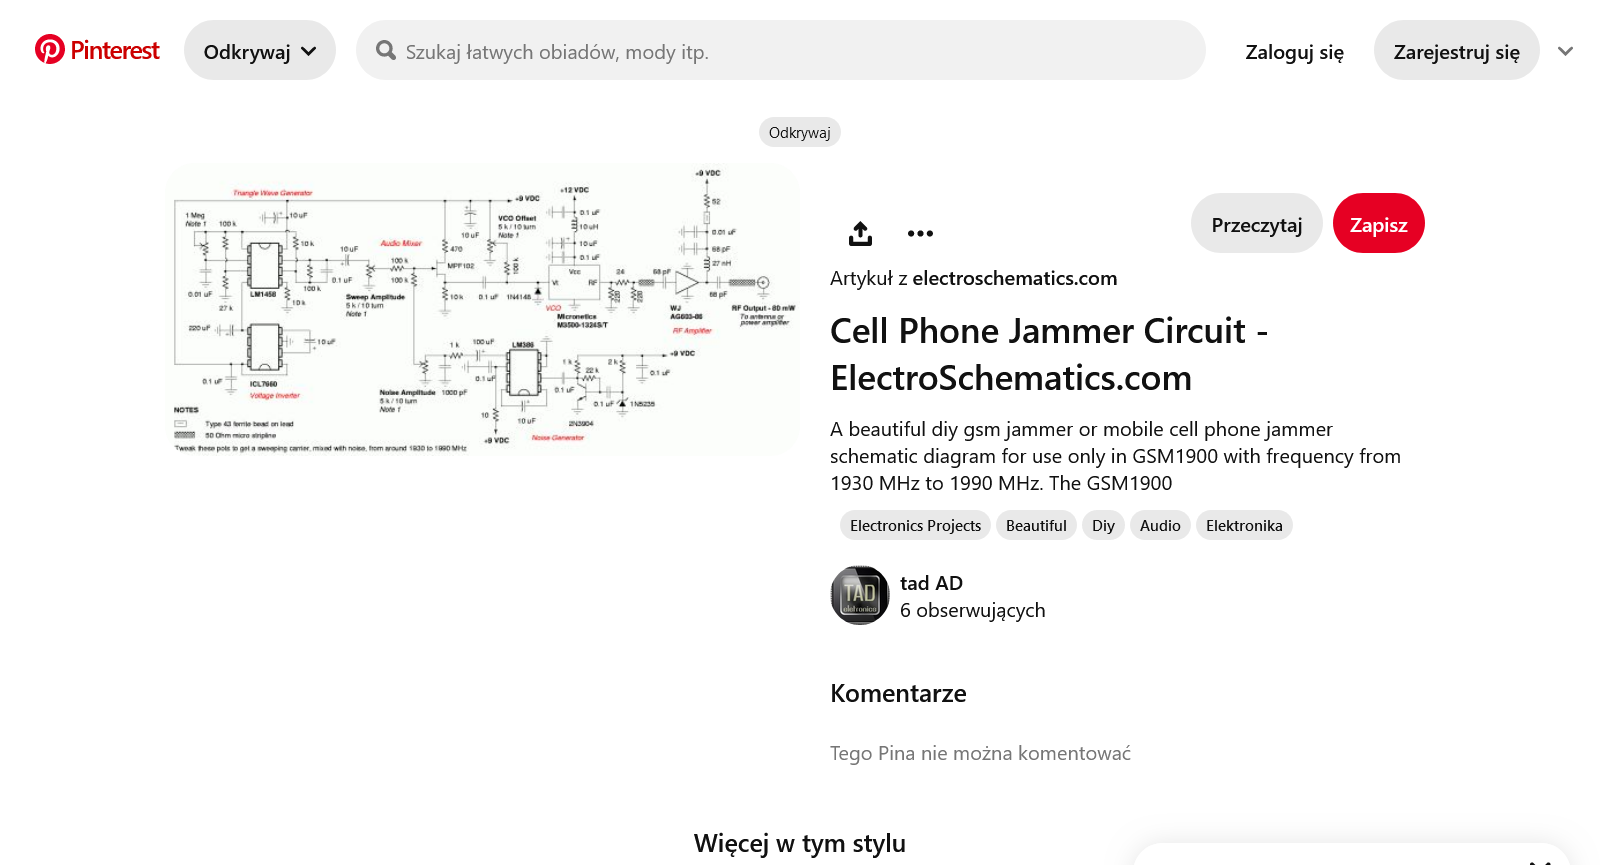 Pinterest
Odkrywaj
Szukaj łatwych obiadów, mody itp.
Zaloguj się
Zarejestruj się
Odkrywaj
Triangle Wave Generator
+9 VDC
+12 VDC
+9 VDC
1 Meg
Note 1
100 k
10 uF
10 k
Audio Mixer
10 uF
VCO Offset
5 k / 10 turn
Note 1
0.1 uF
10 uH
10 uF
0.1 uF
52
0.01 uF
68 pF
27 nH
10 uF
100 k
470
MPF102
100 k
100 k
0.1 uF
100 k
LM1458
0.01 uF
27 k
10 k
Sweep Amplitude
5 k / 10 turn
Note 1
10 k
0.1 uF
1N4148
Vcc
Vt
RF
VCO
Micronetics
M3500-1324S/T
24
220
220
68 pF
68 pF
WJ
AG603-86
RF Amplifier
RF Output - 80 mW
To antenna or
power amplifier
220 uF
10 uF
0.1 uF
ICL7660
Voltage Inverter
1 k
100 uF
LM386
0.1 uF
Noise Amplitude
5 k / 10 turn
Note 1
1000 pF
10
10 uF
+9 VDC
Noise Generator
1 k
22 k
2 k
0.1 uF
0.1 uF
0.1 uF
+9 VDC
1N5235
2N3904
NOTES
Type 43 ferrite bead on lead
50 Ohm micro stripline
Tweak these pots to get a sweeping carrier, mixed with noise, from around 1930 to 1990 MHz
Przeczytaj
Zapisz
Artykuł z electroschematics.com
Cell Phone Jammer Circuit -
ElectroSchematics.com
A beautiful diy gsm jammer or mobile cell phone jammer
schematic diagram for use only in GSM1900 with frequency from
1930 MHz to 1990 MHz. The GSM1900
Electronics Projects
Beautiful
Diy
Audio
Elektronika
TAD
eletronico
tad AD
6 obserwujących
Komentarze
Tego Pina nie można komentować
Więcej w tym stylu